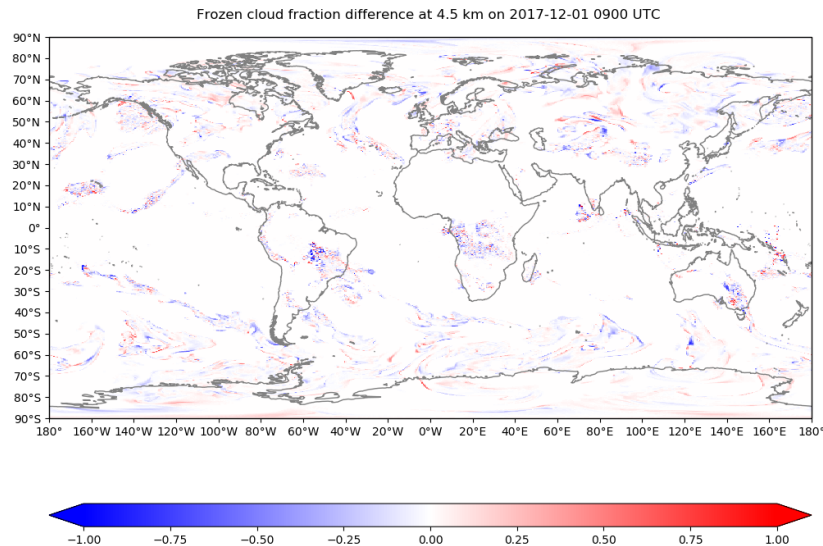 Frozen cloud fraction difference at 4.5 km on 2017-12-01 0900 UTC
90°N
80°N
70°N
60°N
50°N
40°N
30°N
20°N
10°N
0°
10°S
20°S
30°S
40°S
50°S
60°S
70°S
80°S
90°S
180° 160°W 140°W 120°W 100°W 80°W 60°W 40°W 20°W 0°W 20°E 40°E 60°E 80°E 100°E 120°E 140°E 160°E 180°
−1.00 −0.75 −0.50 −0.25 0.00 0.25 0.50 0.75 1.00